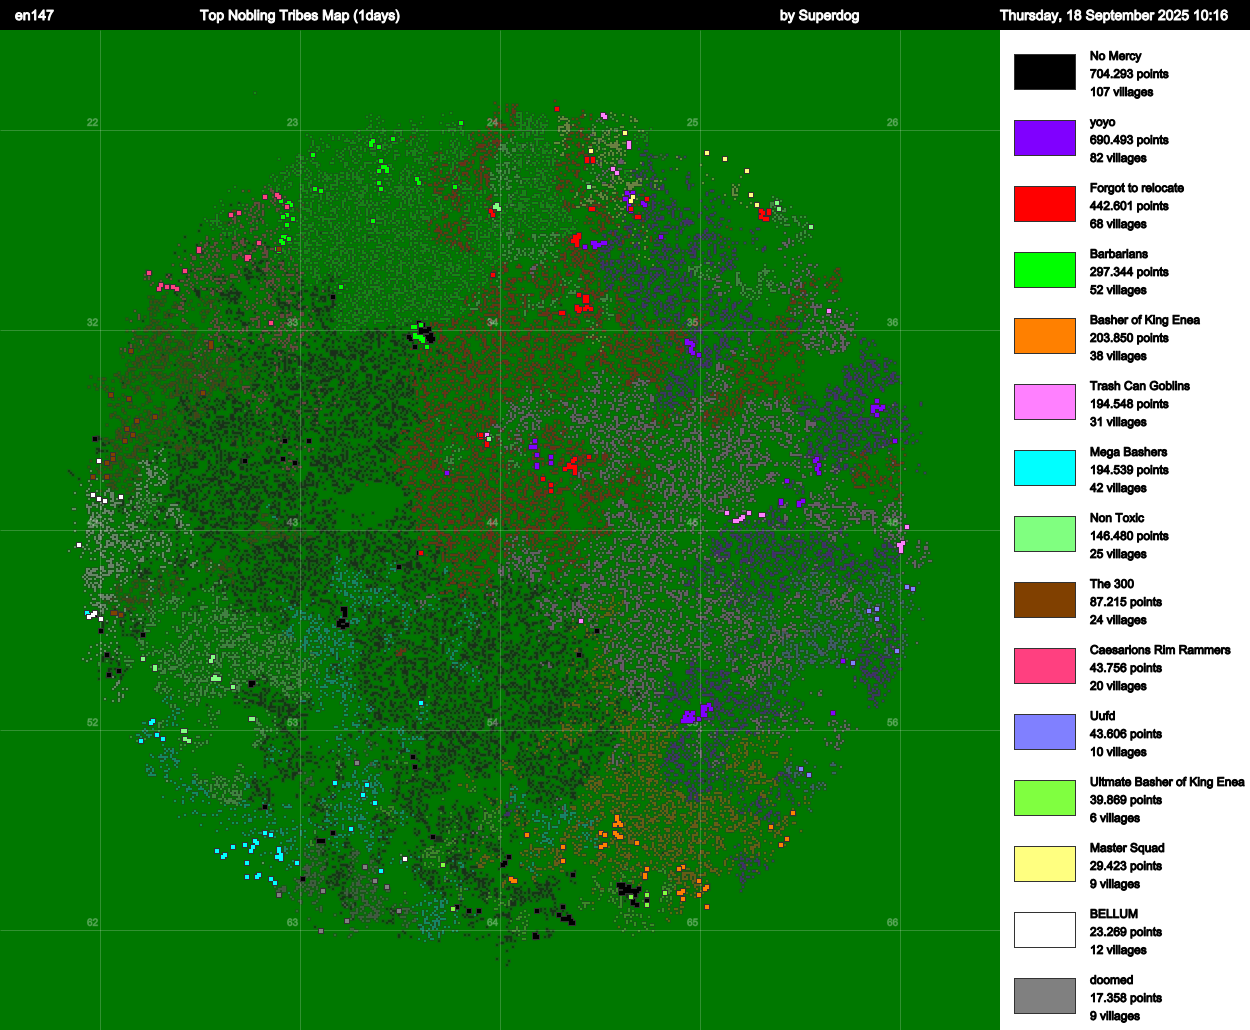 en147 Top Nobling Tribes Map (1days) by Superdog Thursday, 18 September 2025 10:16
22 23 24 25 26
32 33 34 35 36
43 44 45 46
52 53 54 56
62 63 64 65 66
No Mercy
704.293 points
107 villages
yoyo
690.493 points
82 villages
Forgot to relocate
442.601 points
68 villages
Barbarians
297.344 points
52 villages
Basher of King Enea
203.850 points
38 villages
Trash Can Goblins
194.548 points
31 villages
Mega Bashers
194.539 points
42 villages
Non Toxic
146.480 points
25 villages
The 300
87.215 points
24 villages
Caesarions Rim Rammers
43.756 points
20 villages
Uufd
43.606 points
10 villages
Ultmate Basher of King Enea
39.869 points
6 villages
Master Squad
29.423 points
9 villages
BELLUM
23.269 points
12 villages
doomed
17.358 points
9 villages